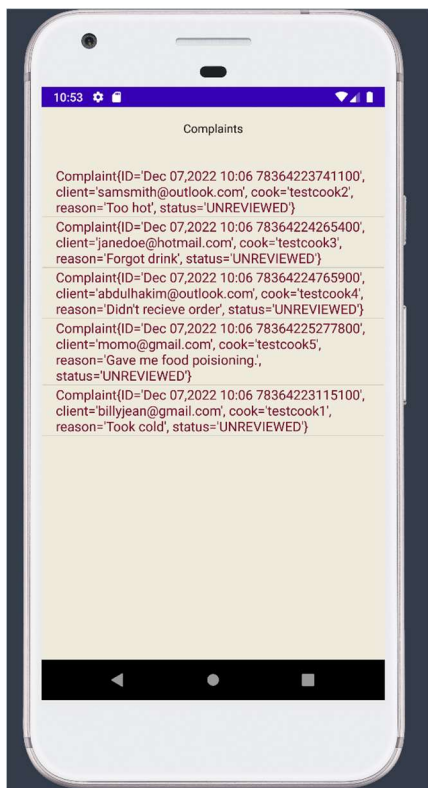 10:53
Complaints
Complaint{ID='Dec 07,2022 10:06 78364223741100',
client='samsmith@outlook.com', cook='testcook2',
reason='Too hot', status='UNREVIEWED'}
Complaint{ID='Dec 07,2022 10:06 78364224265400',
client='janedoe@hotmail.com', cook='testcook3',
reason='Forgot drink', status='UNREVIEWED'}
Complaint{ID='Dec 07,2022 10:06 78364224765900',
client='abdulhakim@outlook.com', cook='testcook4',
reason='Didn't recieve order', status='UNREVIEWED'}
Complaint{ID='Dec 07,2022 10:06 78364225277800',
client='momo@gmail.com', cook='testcook5',
reason='Gave me food poisioning.',
status='UNREVIEWED'}
Complaint{ID='Dec 07,2022 10:06 78364223115100',
client='billyjean@gmail.com', cook='testcook1',
reason='Took cold', status='UNREVIEWED'}